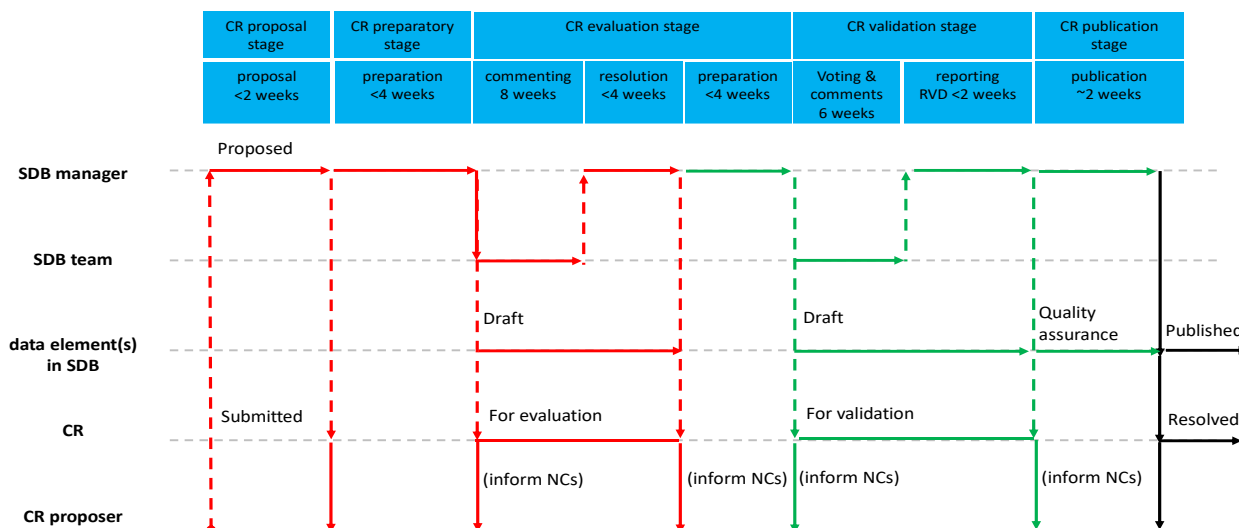 CR proposal
stage
CR preparatory
stage
CR evaluation stage
CR validation stage
CR publication
stage
proposal
<2 weeks
preparation
<4 weeks
commenting
8 weeks
resolution
<4 weeks
preparation
<4 weeks
Voting &
comments
6 weeks
reporting
RVD <2 weeks
publication
~2 weeks
Proposed
SDB manager
SDB team
Draft
Draft
Quality
assurance
Published
data element(s)
in SDB
Submitted
For evaluation
For validation
Resolved
CR
(inform NCs)
(inform NCs)
(inform NCs)
(inform NCs)
CR proposer